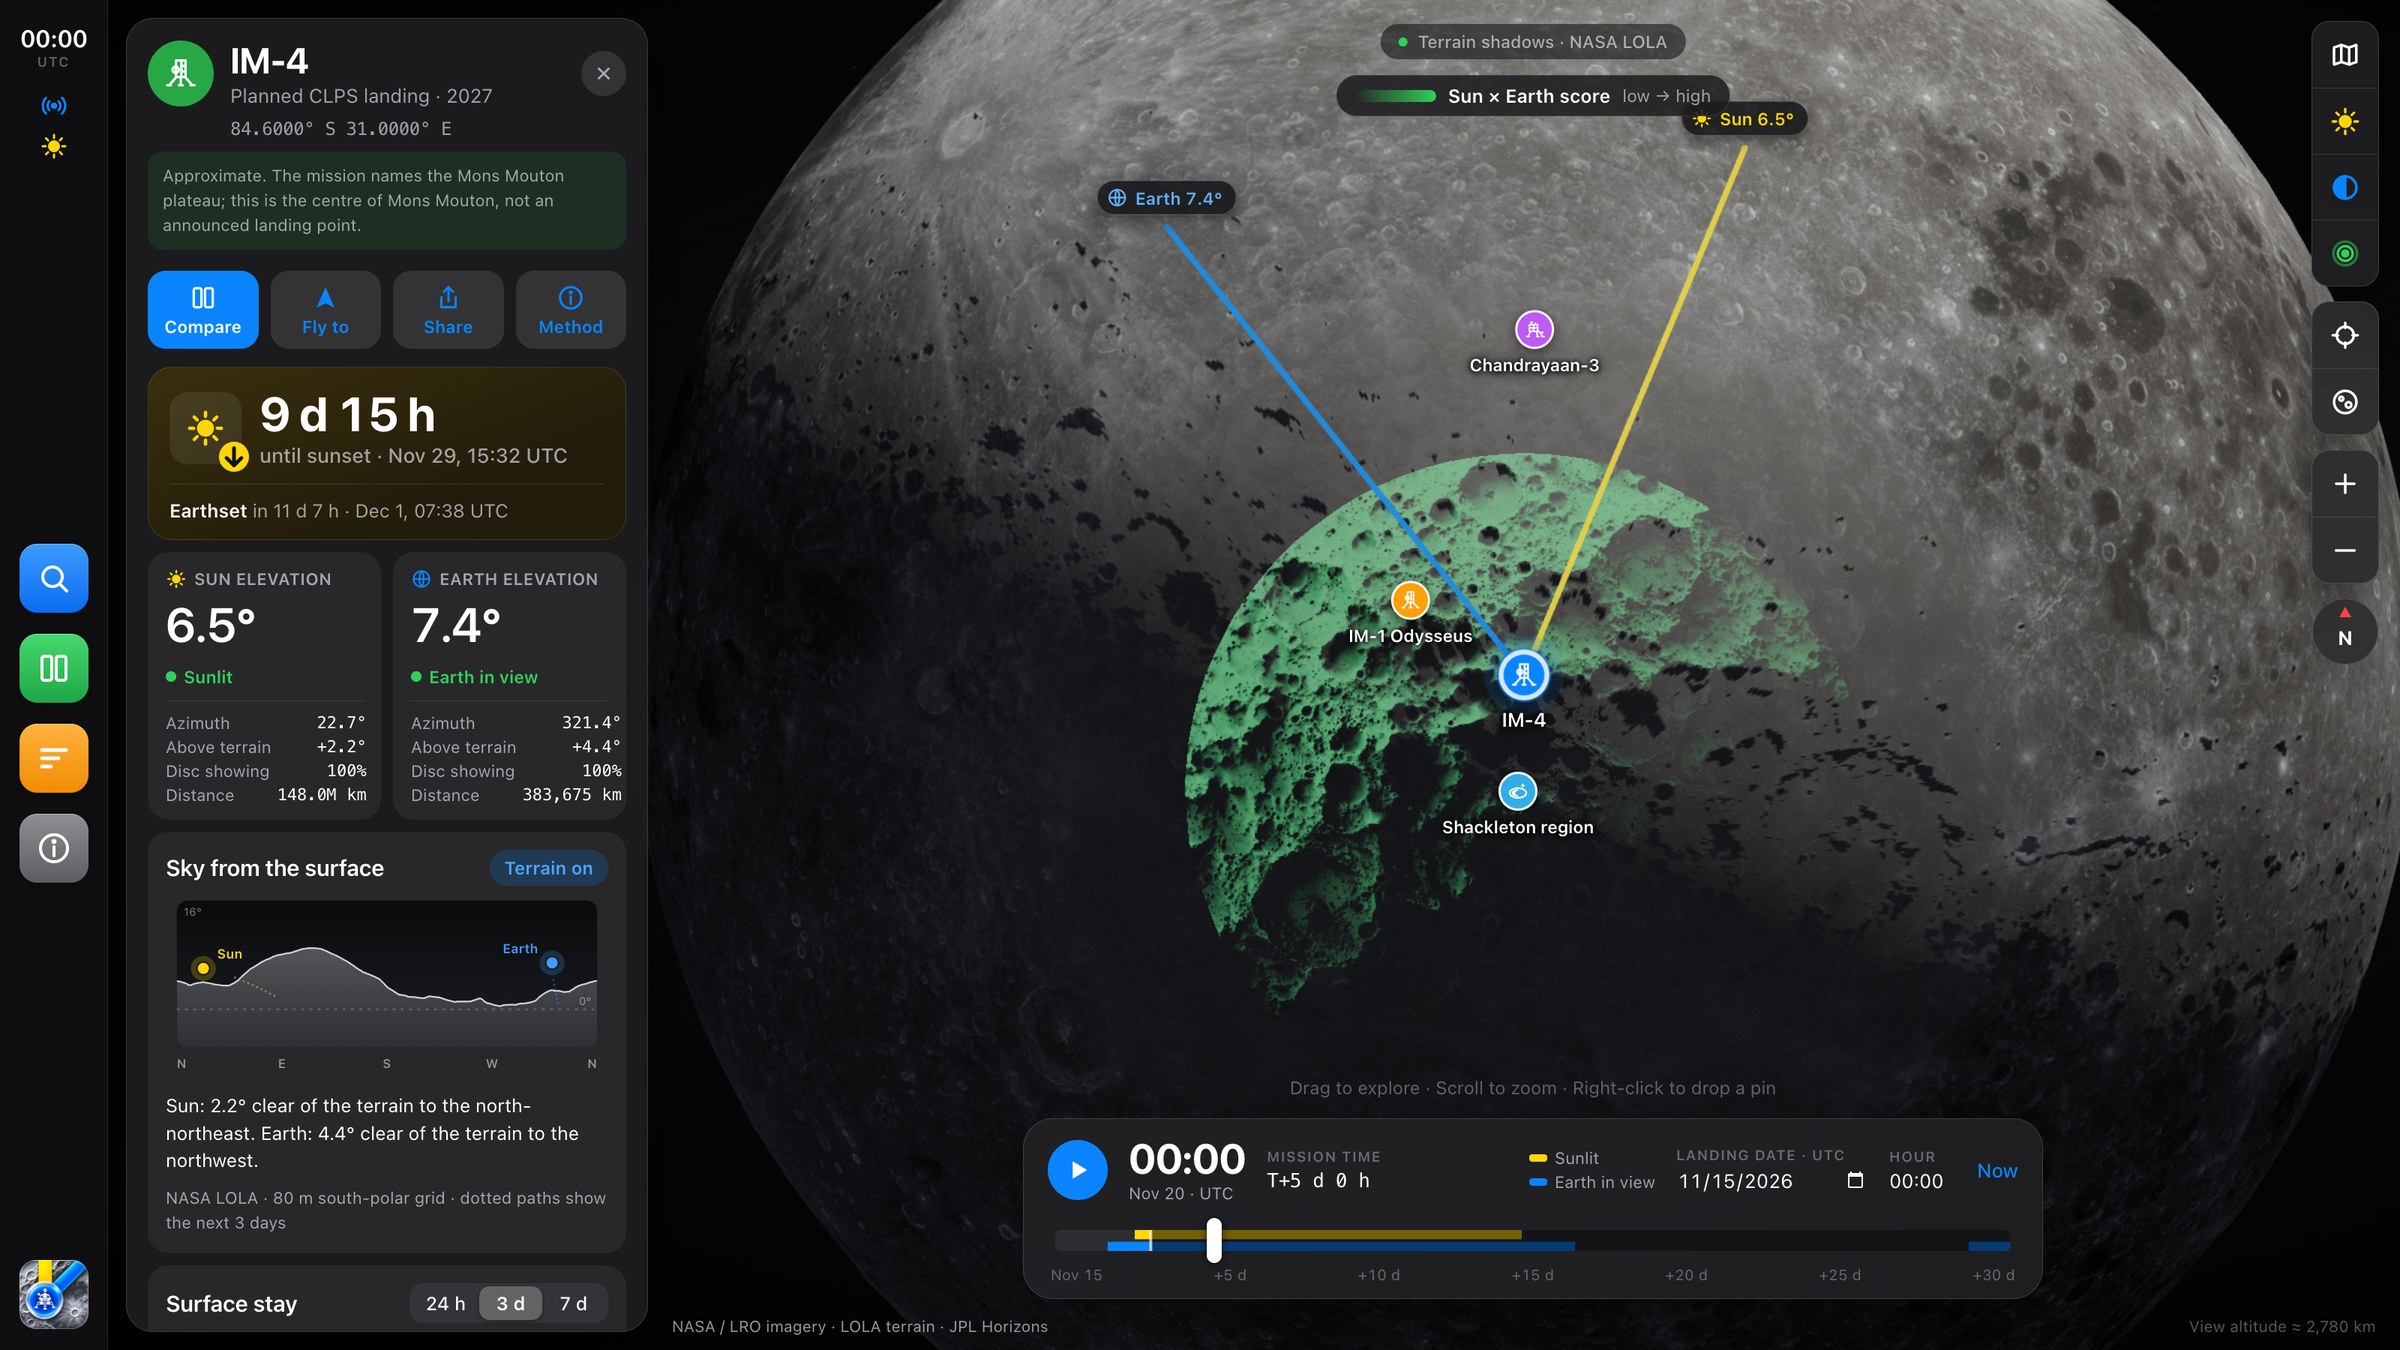 00:00
UTC
IM-4
Planned CLPS landing · 2027
84.6000° S 31.0000° E
Approximate. The mission names the Mons Mouton
plateau; this is the centre of Mons Mouton, not an
announced landing point.
Compare
Fly to
Share
Method
9 d 15 h
until sunset · Nov 29, 15:32 UTC
Earthset in 11 d 7 h · Dec 1, 07:38 UTC
SUN ELEVATION
6.5°
Sunlit
Azimuth 22.7°
Above terrain +2.2°
Disc showing 100%
Distance 148.0M km
EARTH ELEVATION
7.4°
Earth in view
Azimuth 321.4°
Above terrain +4.4°
Disc showing 100%
Distance 383,675 km
Sky from the surface
Terrain on
16°
Sun
Earth
0°
N E S W N
Sun: 2.2° clear of the terrain to the north-
northeast. Earth: 4.4° clear of the terrain to the
northwest.
NASA LOLA · 80 m south-polar grid · dotted paths show
the next 3 days
Surface stay
24 h 3 d 7 d
Terrain shadows · NASA LOLA
Sun × Earth score low → high
Sun 6.5°
Earth 7.4°
Chandrayaan-3
IM-1 Odysseus
IM-4
Shackleton region
N
Drag to explore · Scroll to zoom · Right-click to drop a pin
00:00
Nov 20 · UTC
MISSION TIME
T+5 d 0 h
Sunlit
Earth in view
LANDING DATE · UTC
11/15/2026
HOUR
00:00
Now
Nov 15 +5 d +10 d +15 d +20 d +25 d +30 d
NASA / LRO imagery · LOLA terrain · JPL Horizons
View altitude ≈ 2,780 km